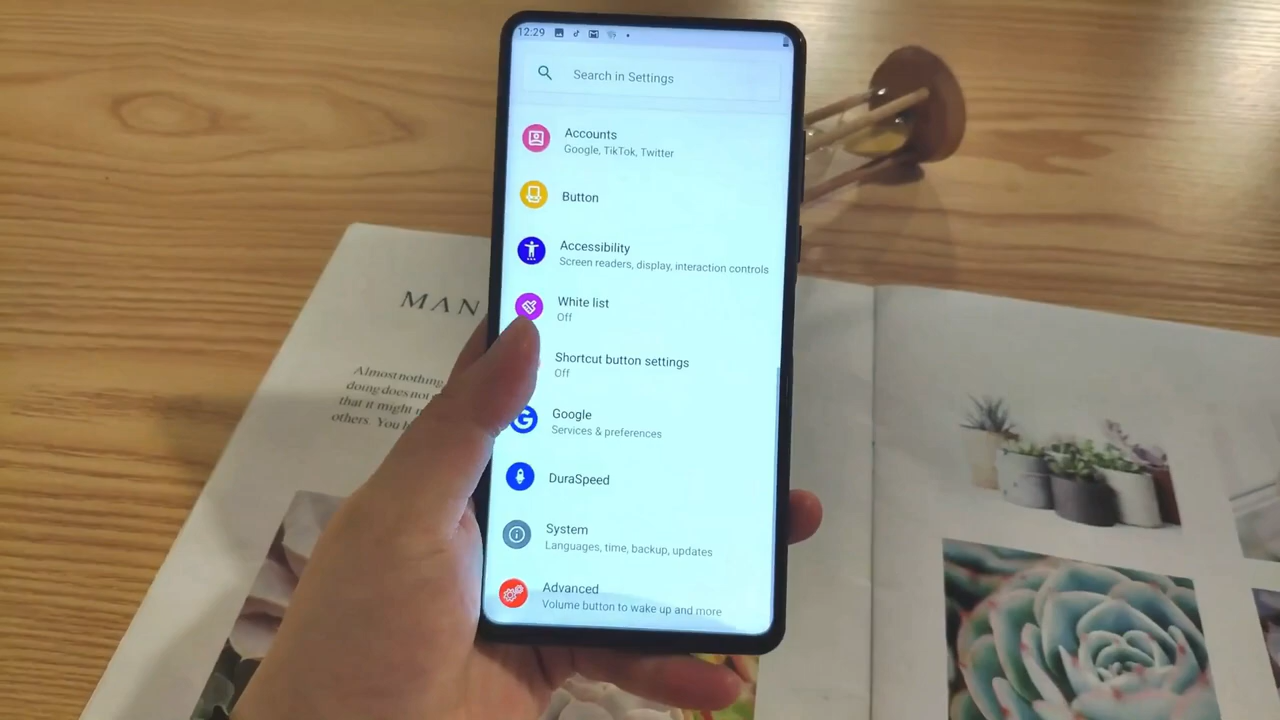 12:29
Search in Settings
Accounts
Google, TikTok, Twitter
Button
Accessibility
Screen readers, display, interaction controls
White list
Off
Shortcut button settings
Off
Google
Services & preferences
DuraSpeed
System
Languages, time, backup, updates
Advanced
Volume button to wake up and more
MAN
Almost nothing
doing does not
that it might
others. You